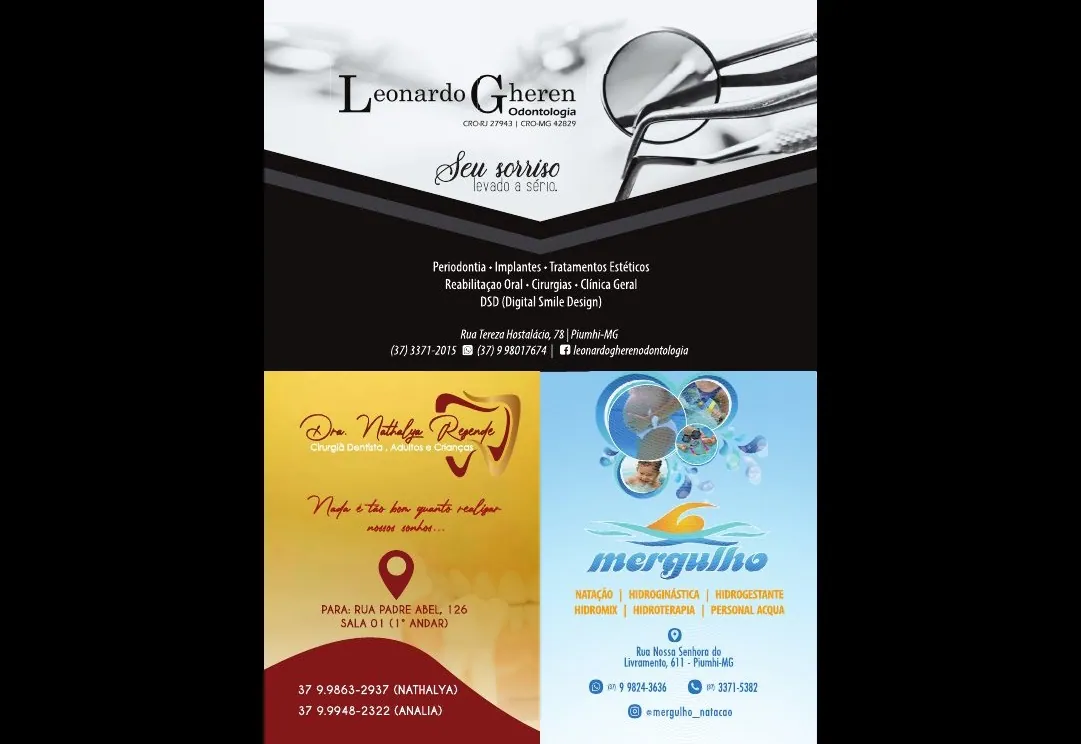 Leonardo Gheren
Odontologia
CRO-RJ 27943 | CRO-MG 42829
Seu sorriso
levado a sério.
Periodontia • Implantes • Tratamentos Estéticos
Reabilitaçao Oral • Cirurgias • Clínica Geral
DSD (Digital Smile Design)
Rua Tereza Hostalácio, 78 | Piumhi-MG
(37) 3371-2015 (37) 9 98017674 | leonardogherenodontologia
Dra. Nathalya Resende
Cirurgiã Dentista . Adultos e Crianças
Nada é tão bom quanto realizar
nossos sonhos...
PARA: RUA PADRE ABEL, 126
SALA 01 (1° ANDAR)
37 9.9863-2937 (NATHALYA)
37 9.9948-2322 (ANALIA)
mergulho
NATAÇÃO | HIDROGINÁSTICA | HIDROGESTANTE
HIDROMIX | HIDROTERAPIA | PERSONAL ACQUA
Rua Nossa Senhora do
Livramento, 611 - Piumhi-MG
(37) 9 9824-3636 (37) 3371-5382
@mergulho_natacao